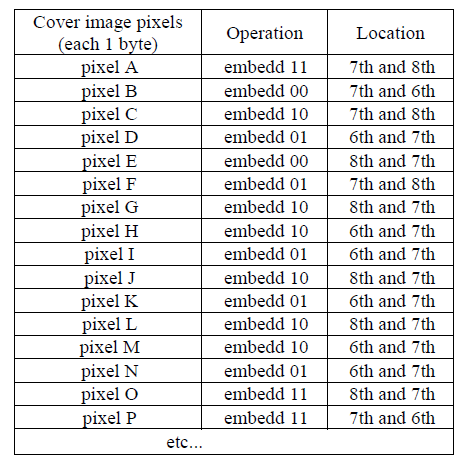 Cover image pixels (each 1 byte) Operation Location
pixel A embedd 11 7th and 8th
pixel B embedd 00 7th and 6th
pixel C embedd 10 7th and 8th
pixel D embedd 01 6th and 7th
pixel E embedd 00 8th and 7th
pixel F embedd 01 7th and 8th
pixel G embedd 10 8th and 7th
pixel H embedd 10 6th and 7th
pixel I embedd 01 6th and 7th
pixel J embedd 10 8th and 7th
pixel K embedd 01 6th and 7th
pixel L embedd 10 8th and 7th
pixel M embedd 10 6th and 7th
pixel N embedd 01 6th and 7th
pixel O embedd 11 8th and 7th
pixel P embedd 11 7th and 6th
etc...